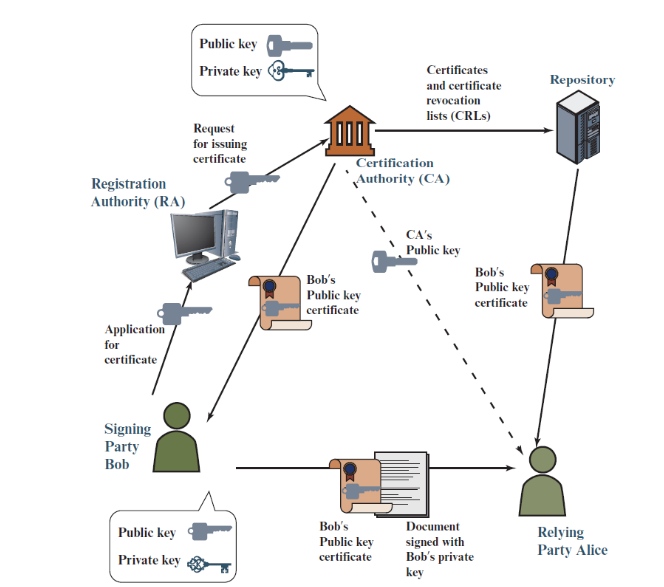 Public key
Private key
Certificates
and certificate
revocation
lists (CRLs)
Repository
Request
for issuing
certificate
Certification
Authority (CA)
Registration
Authority (RA)
CA's
Public key
Bob's
Public key
certificate
Bob's
Public key
certificate
Application
for
certificate
Signing
Party
Bob
Public key
Private key
Bob's
Public key
certificate
Document
signed with
Bob's private
key
Relying
Party Alice